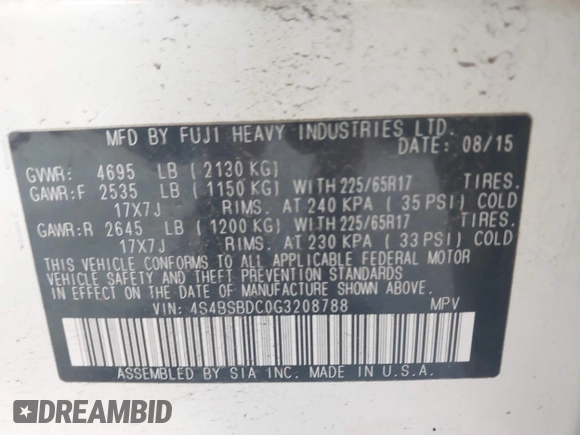 MFD BY FUJI HEAVY INDUSTRIES LTD.
DATE: 08/15
GVWR: 4695 LB (2130 KG)
GAWR:F 2535 LB (1150 KG) WITH 225/65R17 TIRES.
17X7J RIMS. AT 240 KPA (35 PSI) COLD
GAWR:R 2645 LB (1200 KG) WITH 225/65R17 TIRES.
17X7J RIMS. AT 230 KPA (33 PSI) COLD
THIS VEHICLE CONFORMS TO ALL APPLICABLE FEDERAL MOTOR
VEHICLE SAFETY AND THEFT PREVENTION STANDARDS
IN EFFECT ON THE DATE OF MANUFACTURE SHOWN ABOVE.
VIN: 4S4BSBDC0G3208788 MPV
ASSEMBLED BY SIA INC. MADE IN U.S.A.
DREAMBID